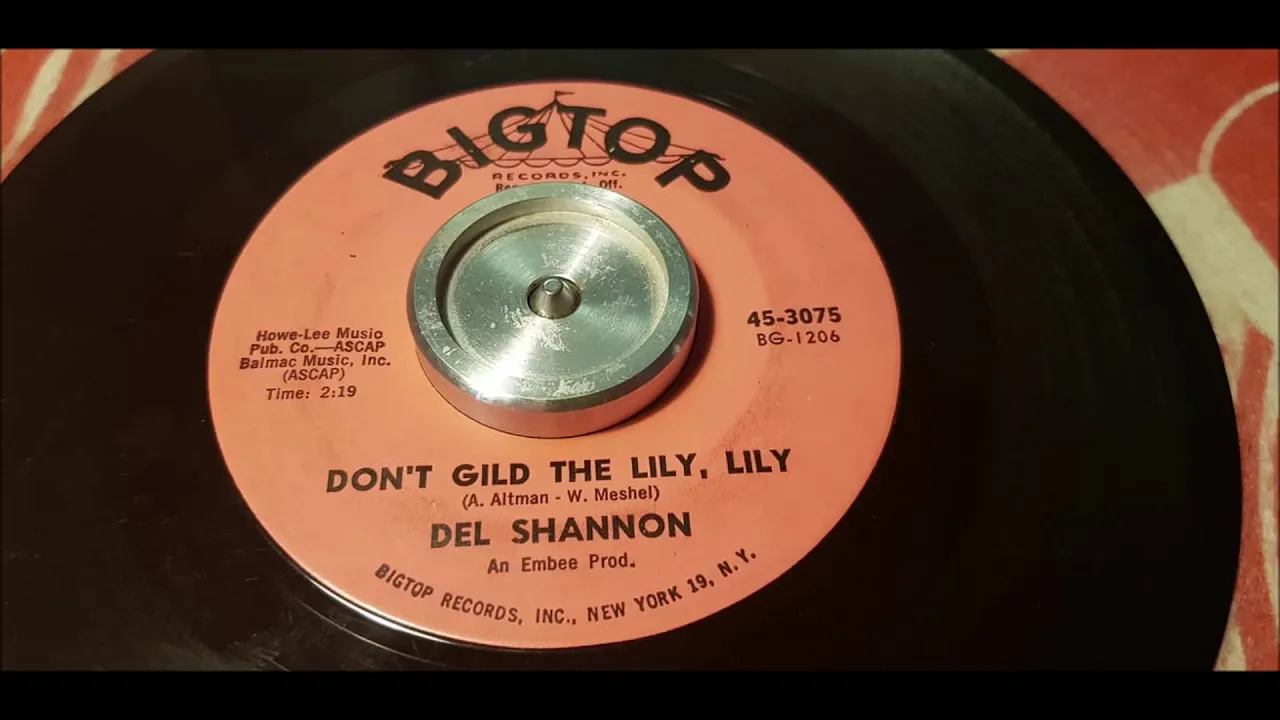 BIGTOP
RECORDS, INC.
Off.
Howe-Lee Music
Pub. Co.—ASCAP
Balmac Music, Inc.
(ASCAP)
Time: 2:19
45-3075
BG-1206
DON'T GILD THE LILY, LILY
(A. Altman - W. Meshel)
DEL SHANNON
An Embee Prod.
BIGTOP RECORDS, INC., NEW YORK 19, N.Y.